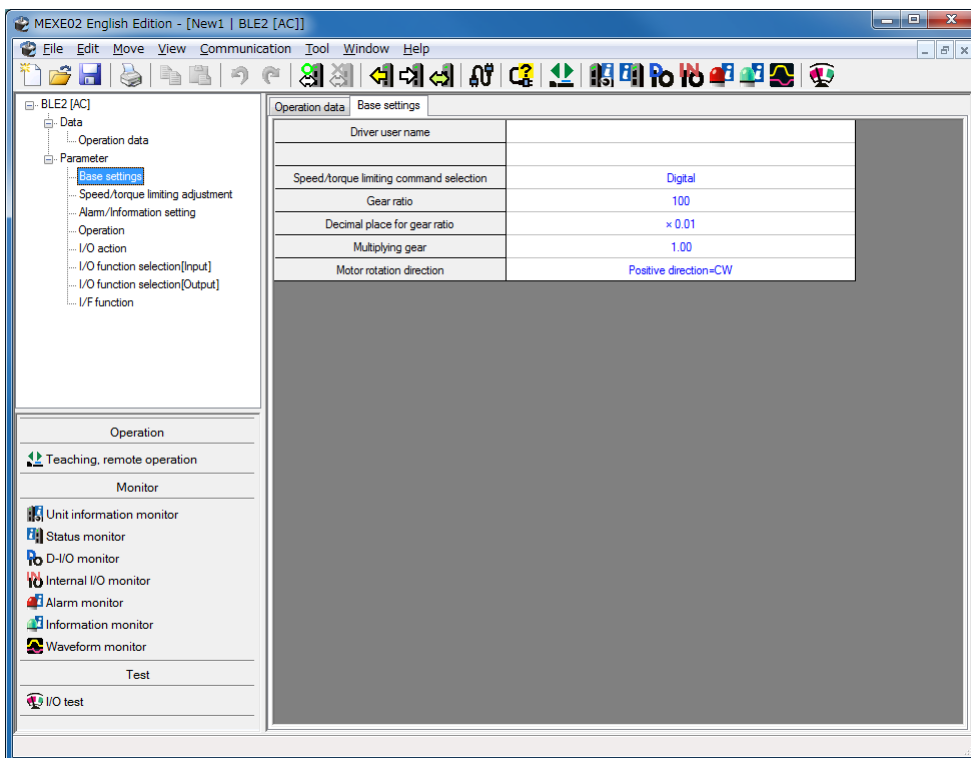 MEXE02 English Edition - [New1 | BLE2 [AC]]
File Edit Move View Communication Tool Window Help
BLE2 [AC]
Data
Operation data
Parameter
Base settings
Speed/torque limiting adjustment
Alarm/Information setting
Operation
I/O action
I/O function selection[Input]
I/O function selection[Output]
I/F function
Operation
Teaching, remote operation
Monitor
Unit information monitor
Status monitor
D-I/O monitor
Internal I/O monitor
Alarm monitor
Information monitor
Waveform monitor
Test
I/O test
Operation data Base settings
Driver user name
Speed/torque limiting command selection Digital
Gear ratio 100
Decimal place for gear ratio × 0.01
Multiplying gear 1.00
Motor rotation direction Positive direction=CW